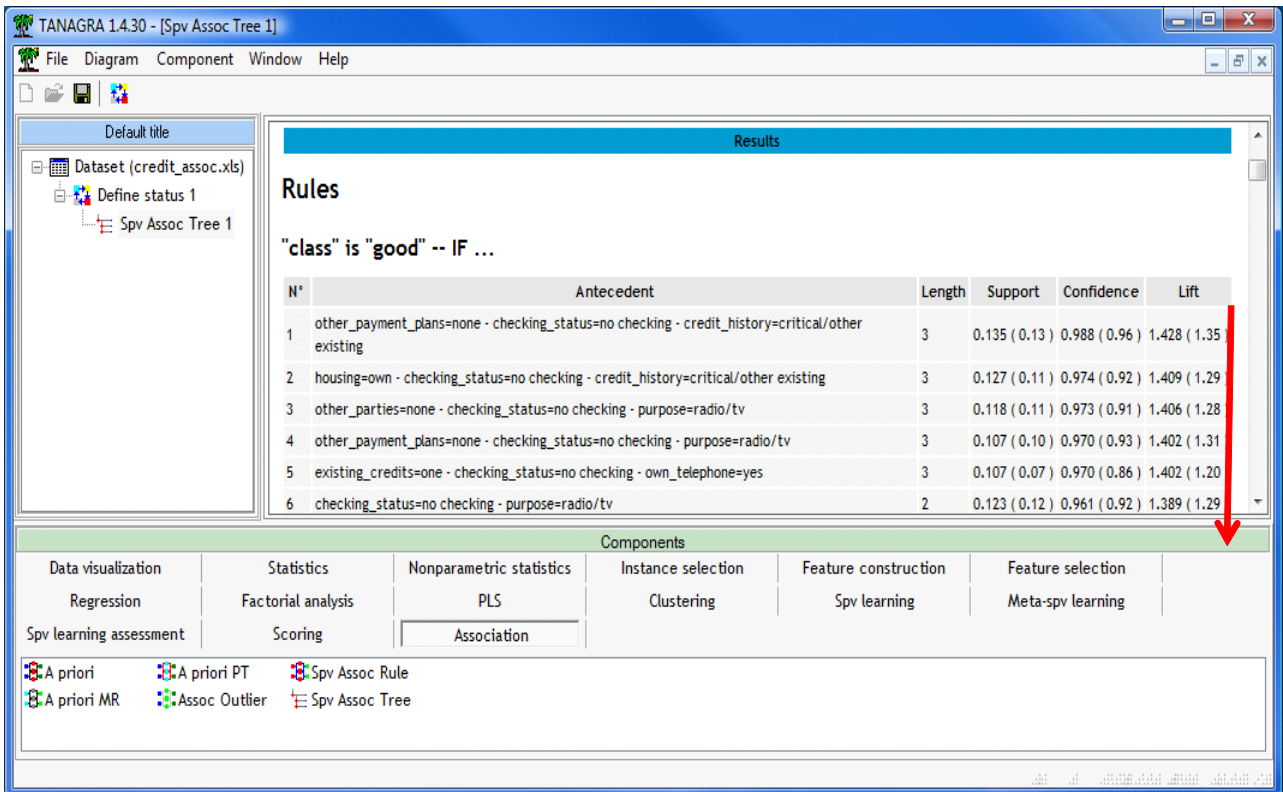 TANAGRA 1.4.30 - [Spv Assoc Tree 1]
File Diagram Component Window Help
Default title
Dataset (credit_assoc.xls)
Define status 1
Spv Assoc Tree 1
Results
Rules
"class" is "good" -- IF ...
N° Antecedent Length Support Confidence Lift
1 other_payment_plans=none - checking_status=no checking - credit_history=critical/other existing 3 0.135 ( 0.13 ) 0.988 ( 0.96 ) 1.428 ( 1.35 )
2 housing=own - checking_status=no checking - credit_history=critical/other existing 3 0.127 ( 0.11 ) 0.974 ( 0.92 ) 1.409 ( 1.29 )
3 other_parties=none - checking_status=no checking - purpose=radio/tv 3 0.118 ( 0.11 ) 0.973 ( 0.91 ) 1.406 ( 1.28 )
4 other_payment_plans=none - checking_status=no checking - purpose=radio/tv 3 0.107 ( 0.10 ) 0.970 ( 0.93 ) 1.402 ( 1.31 )
5 existing_credits=one - checking_status=no checking - own_telephone=yes 3 0.107 ( 0.07 ) 0.970 ( 0.86 ) 1.402 ( 1.20
6 checking_status=no checking - purpose=radio/tv 2 0.123 ( 0.12 ) 0.961 ( 0.92 ) 1.389 ( 1.29
Components
Data visualization Statistics Nonparametric statistics Instance selection Feature construction Feature selection
Regression Factorial analysis PLS Clustering Spv learning Meta-spv learning
Spv learning assessment Scoring Association
A priori A priori PT Spv Assoc Rule
A priori MR Assoc Outlier Spv Assoc Tree